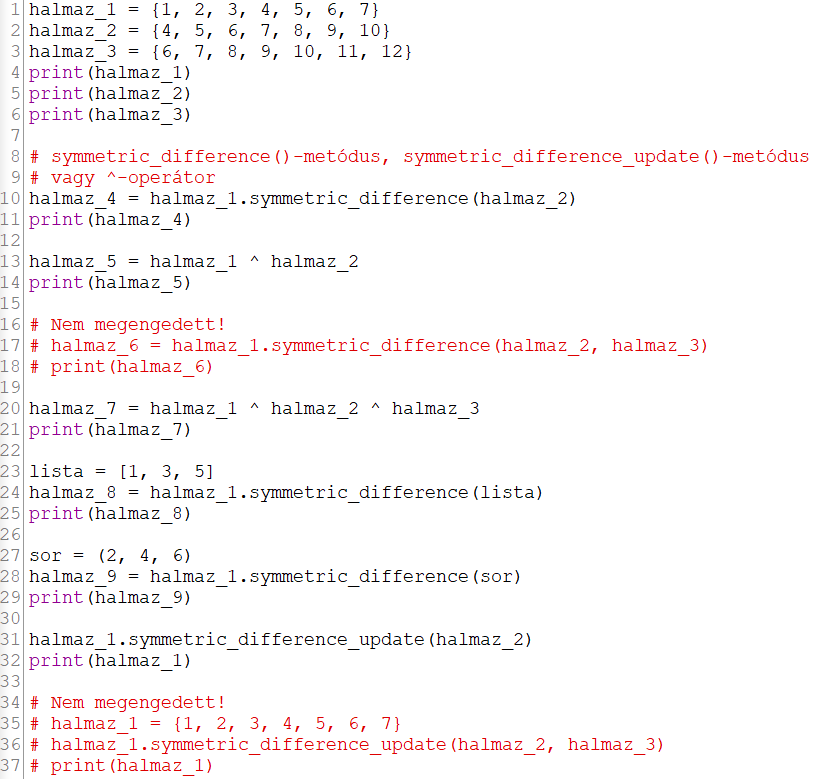 1 halmaz_1 = {1, 2, 3, 4, 5, 6, 7}
2 halmaz_2 = {4, 5, 6, 7, 8, 9, 10}
3 halmaz_3 = {6, 7, 8, 9, 10, 11, 12}
4 print(halmaz_1)
5 print(halmaz_2)
6 print(halmaz_3)
7
8 # symmetric_difference()-metódus, symmetric_difference_update()-metódus
9 # vagy ^-operátor
10 halmaz_4 = halmaz_1.symmetric_difference(halmaz_2)
11 print(halmaz_4)
12
13 halmaz_5 = halmaz_1 ^ halmaz_2
14 print(halmaz_5)
15
16 # Nem megengedett!
17 # halmaz_6 = halmaz_1.symmetric_difference(halmaz_2, halmaz_3)
18 # print(halmaz_6)
19
20 halmaz_7 = halmaz_1 ^ halmaz_2 ^ halmaz_3
21 print(halmaz_7)
22
23 lista = [1, 3, 5]
24 halmaz_8 = halmaz_1.symmetric_difference(lista)
25 print(halmaz_8)
26
27 sor = (2, 4, 6)
28 halmaz_9 = halmaz_1.symmetric_difference(sor)
29 print(halmaz_9)
30
31 halmaz_1.symmetric_difference_update(halmaz_2)
32 print(halmaz_1)
33
34 # Nem megengedett!
35 # halmaz_1 = {1, 2, 3, 4, 5, 6, 7}
36 # halmaz_1.symmetric_difference_update(halmaz_2, halmaz_3)
37 # print(halmaz_1)